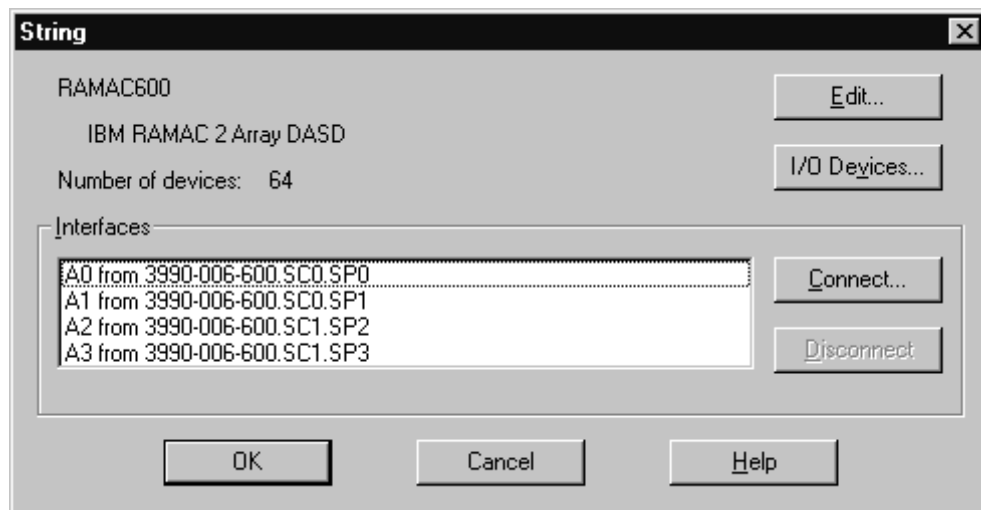 String
RAMAC600
Edit...
IBM RAMAC 2 Array DASD
I/O Devices...
Number of devices: 64
Interfaces
A0 from 3990-006-600.SC0.SP0
A1 from 3990-006-600.SC0.SP1
A2 from 3990-006-600.SC1.SP2
A3 from 3990-006-600.SC1.SP3
Connect...
Disconnect
OK
Cancel
Help